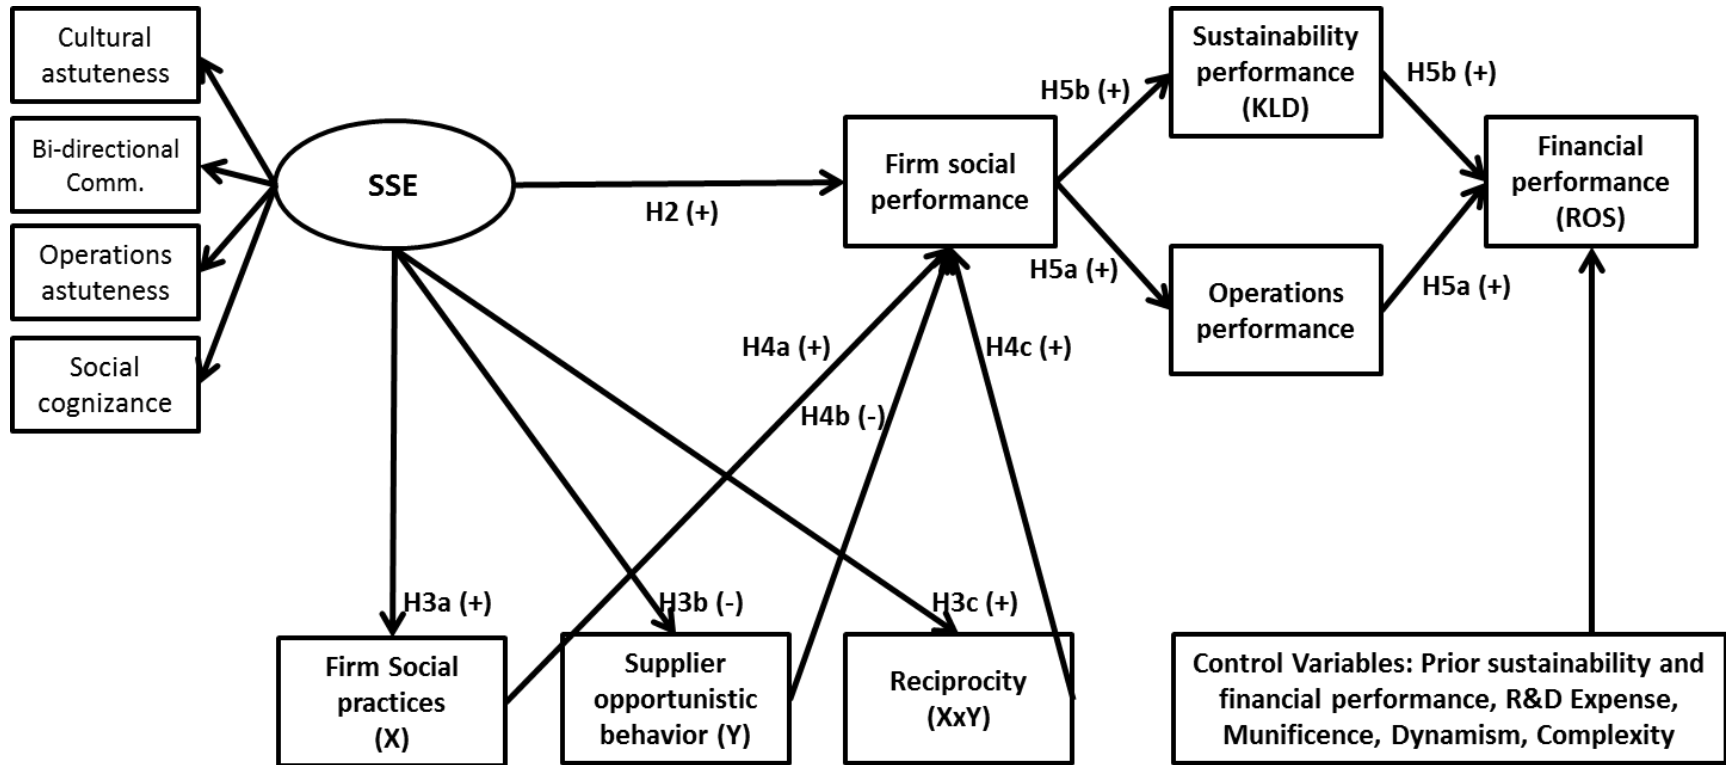 Cultural
astuteness
Bi-directional
Comm.
Operations
astuteness
Social
cognizance
SSE
H2 (+)
Firm social
performance
H5b (+)
H5a (+)
Sustainability
performance
(KLD)
Operations
performance
H5b (+)
H5a (+)
Financial
performance
(ROS)
H4a (+)
H4b (-)
H4c (+)
H3a (+)
H3b (-)
H3c (+)
Firm Social
practices
(X)
Supplier
opportunistic
behavior (Y)
Reciprocity
(XxY)
Control Variables: Prior sustainability and
financial performance, R&D Expense,
Munificence, Dynamism, Complexity